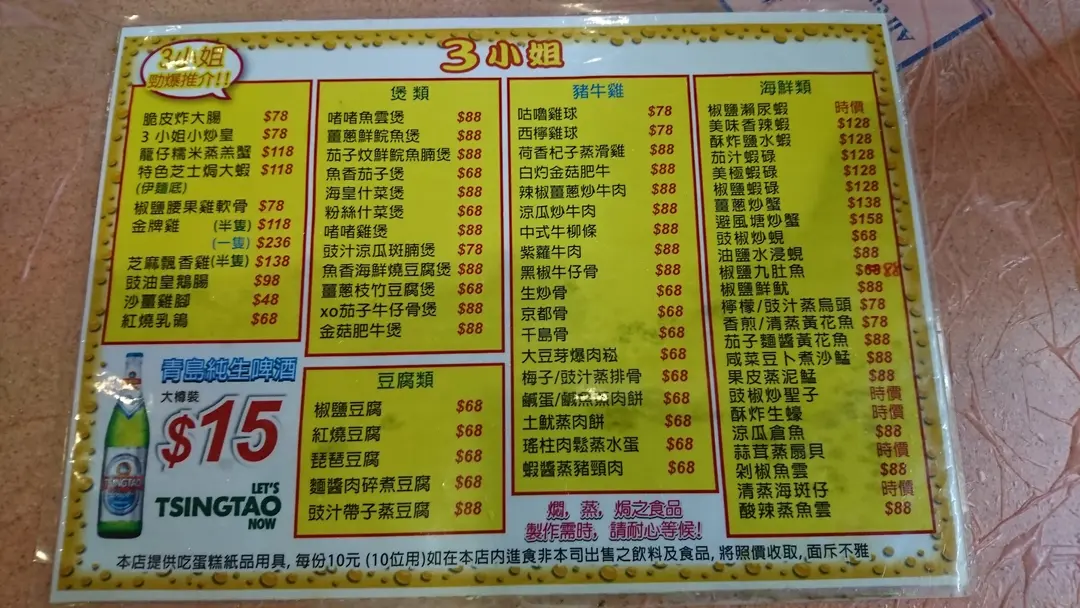 3小姐
3小姐
勁爆推介!!
脆皮炸大腸 $78
3小姐小炒皇 $78
龍仔糯米蒸羔蟹 $118
特色芝士焗大蝦 $118
(伊麵底)
椒鹽腰果雞軟骨 $78
金牌雞 (半隻) $118
(一隻) $236
芝麻飄香雞(半隻) $138
豉油皇鵝腸 $98
沙薑雞腳 $48
紅燒乳鴿 $68
青島純生啤酒
大樽裝
$15
TSINGTAO
LET'S
TSINGTAO
NOW
煲類
啫啫魚雲煲 $88
薑蔥鮮鯇魚煲 $88
茄子炆鮮鯇魚腩煲 $88
魚香茄子煲 $68
海皇什菜煲 $88
粉絲什菜煲 $68
啫啫雞煲 $88
豉汁涼瓜斑腩煲 $78
魚香海鮮燒豆腐煲 $88
薑蔥枝竹豆腐煲 $68
xo茄子牛仔骨煲 $88
金菇肥牛煲 $88
豆腐類
椒鹽豆腐 $68
紅燒豆腐 $68
琵琶豆腐 $68
麵醬肉碎煮豆腐 $68
豉汁帶子蒸豆腐 $88
豬牛雞
咕嚕雞球 $78
西檸雞球 $78
荷香杞子蒸滑雞 $88
白灼金菇肥牛 $88
辣椒薑蔥炒牛肉 $88
涼瓜炒牛肉 $88
中式牛柳條 $88
紫蘿牛肉 $88
黑椒牛仔骨 $88
生炒骨 $68
京都骨 $68
千島骨 $68
大豆芽爆肉崧 $68
梅子/豉汁蒸排骨 $68
鹹蛋/鹹魚蒸肉餅 $68
土魷蒸肉餅 $68
瑤柱肉鬆蒸水蛋 $68
蝦醬蒸豬頸肉 $68
燜, 蒸, 焗之食品
製作需時, 請耐心等候!
海鮮類
椒鹽瀨尿蝦 時價
美味香辣蝦 $128
酥炸鹽水蝦 $128
茄汁蝦碌 $128
美極蝦碌 $128
椒鹽蝦碌 $128
薑蔥炒蟹 $138
避風塘炒蟹 $158
豉椒炒蜆 $68
油鹽水浸蜆 $88
椒鹽九肚魚 $68 88
椒鹽鮮魷 $88
檸檬/豉汁蒸烏頭 $78
香煎/清蒸黃花魚 $78
茄子麵醬黃花魚 $88
咸菜豆卜煮沙鯭 $88
果皮蒸泥鯭 $88
豉椒炒聖子 時價
酥炸生蠔 時價
涼瓜倉魚 $88
蒜茸蒸扇貝 時價
剁椒魚雲 $88
清蒸海斑仔 時價
酸辣蒸魚雲 $88
本店提供吃蛋糕紙品用具, 每份10元 (10位用)如在本店内進食非本司出售之飲料及食品, 將照價收取, 面斥不雅